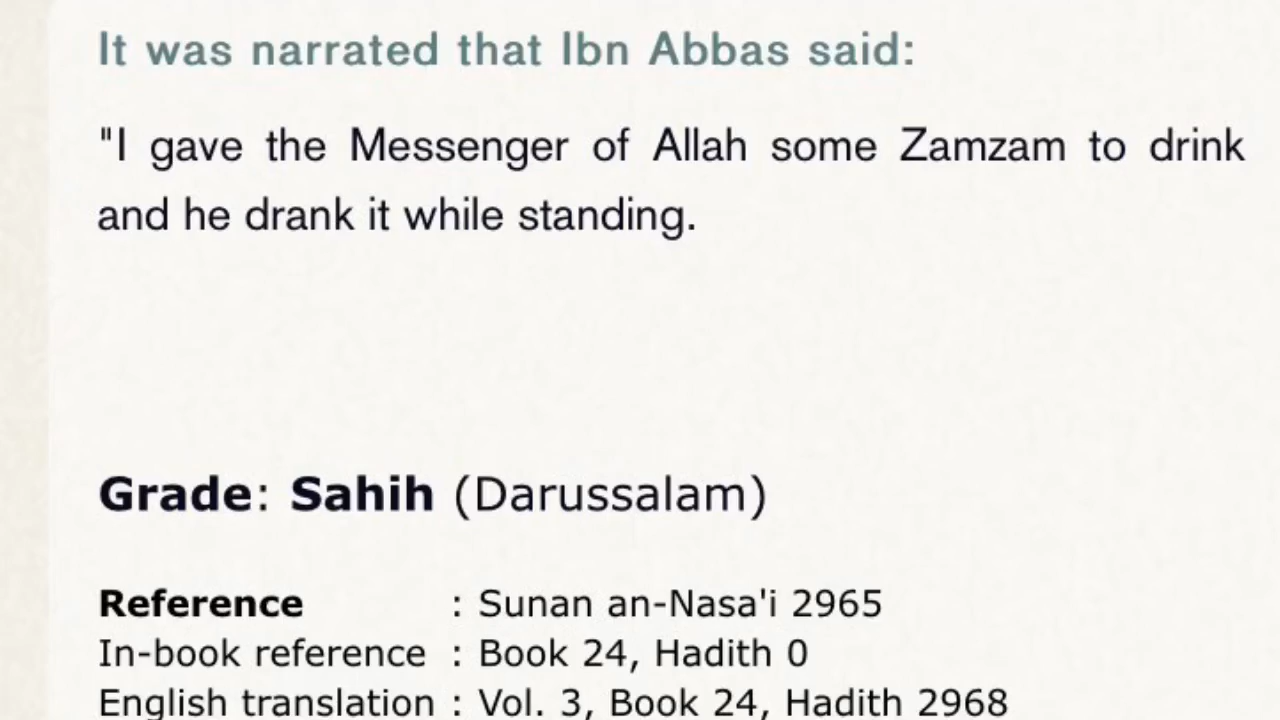 It was narrated that Ibn Abbas said:
"I gave the Messenger of Allah some Zamzam to drink
and he drank it while standing.
Grade: Sahih (Darussalam)
Reference : Sunan an-Nasa'i 2965
In-book reference : Book 24, Hadith 0
English translation : Vol. 3, Book 24, Hadith 2968